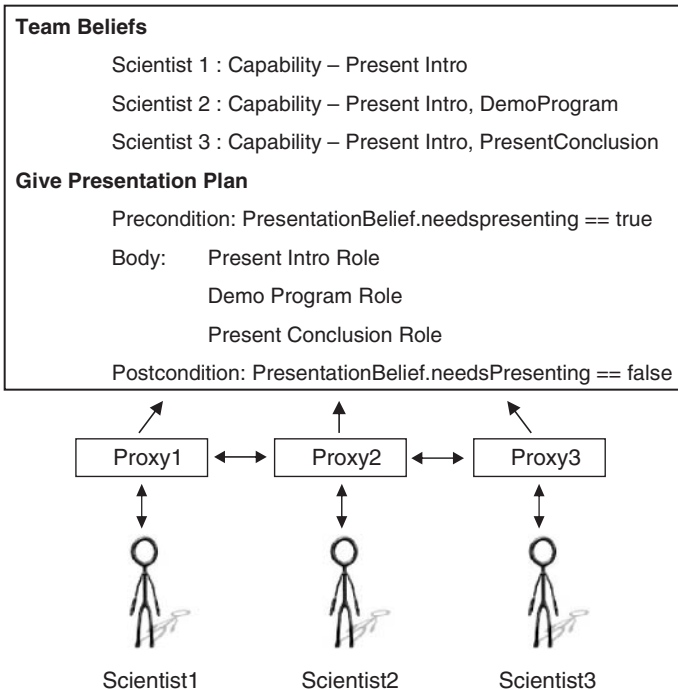 Team Beliefs
Scientist 1 : Capability – Present Intro
Scientist 2 : Capability – Present Intro, DemoProgram
Scientist 3 : Capability – Present Intro, PresentConclusion
Give Presentation Plan
Precondition: PresentationBelief.needspresenting == true
Body: Present Intro Role
Demo Program Role
Present Conclusion Role
Postcondition: PresentationBelief.needsPresenting == false
Proxy1 Proxy2 Proxy3
Scientist1 Scientist2 Scientist3